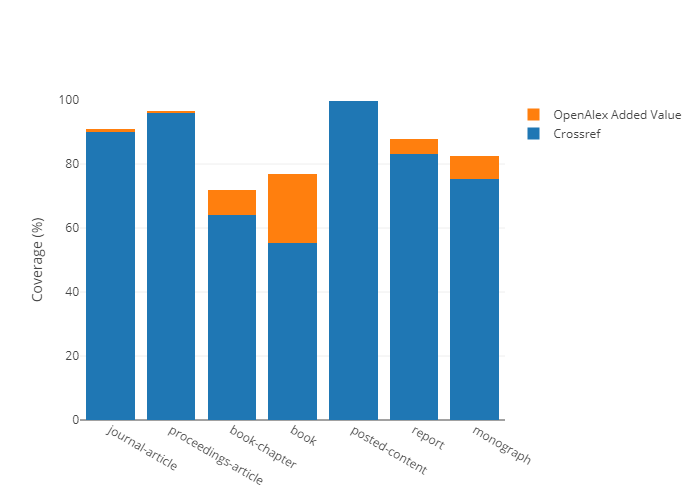 100
80
60
40
20
0
Coverage (%)
journal-article
proceedings-article
book-chapter
book
posted-content
report
monograph
OpenAlex Added Value
Crossref